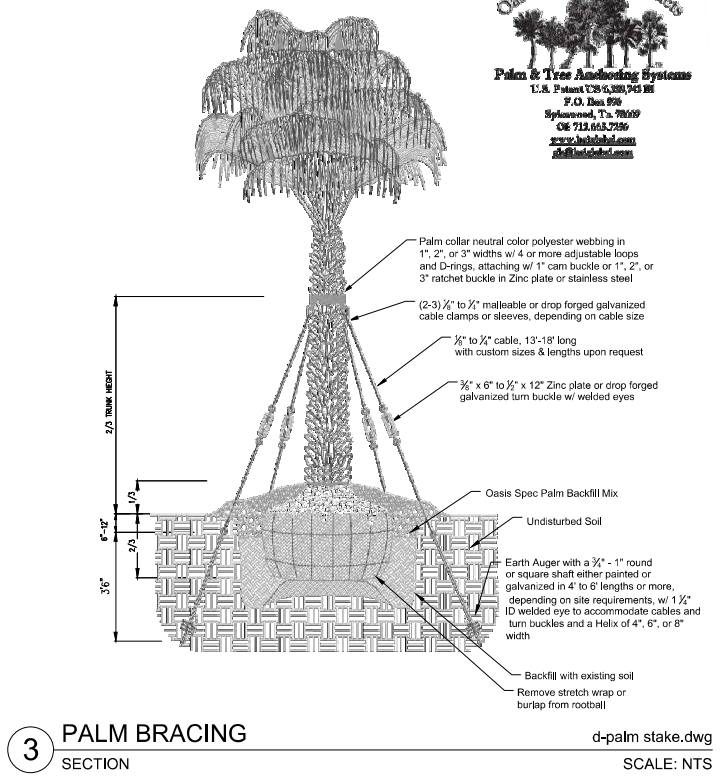 Palm & Tree Anchoring Systems
U.S. Patent
P.O. Box
Palm collar neutral color polyester webbing in
1", 2", or 3" widths w/ 4 or more adjustable loops
and D-rings, attaching w/ 1" cam buckle or 1", 2", or
3" ratchet buckle in Zinc plate or stainless steel
(2-3) ⅛" to ¼" malleable or drop forged galvanized
cable clamps or sleeves, depending on cable size
⅛" to ¼" cable, 13'-18' long
with custom sizes & lengths upon request
⅜" x 6" to ½" x 12" Zinc plate or drop forged
galvanized turn buckle w/ welded eyes
2/3 TRUNK HEIGHT
1/3
6"-12"
2/3
3'6"
Oasis Spec Palm Backfill Mix
Undisturbed Soil
Earth Auger with a ¾" - 1" round
or square shaft either painted or
galvanized in 4' to 6' lengths or more,
depending on site requirements, w/ 1 ¼"
ID welded eye to accommodate cables and
turn buckles and a Helix of 4", 6", or 8"
width
Backfill with existing soil
Remove stretch wrap or
burlap from rootball
3
PALM BRACING
d-palm stake.dwg
SECTION
SCALE: NTS